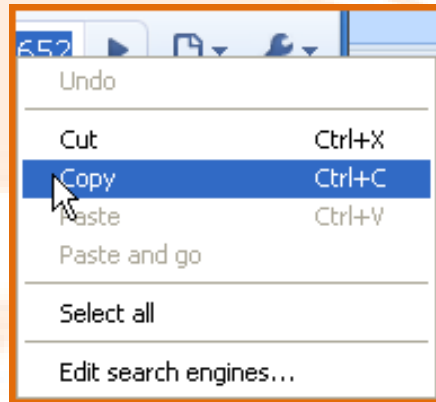 652
Undo
Cut Ctrl+X
Copy Ctrl+C
Paste Ctrl+V
Paste and go
Select all
Edit search engines...